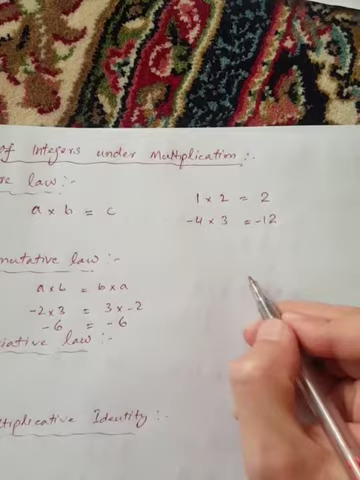 of Integers under Multiplication :-
re law :-
a × b = c
1 × 2 = 2
-4 × 3 = -12
mutative law :-
a × b = b × a
-2 × 3 = 3 × -2
-6 = -6
iative law :-
ltiplicative Identity :-